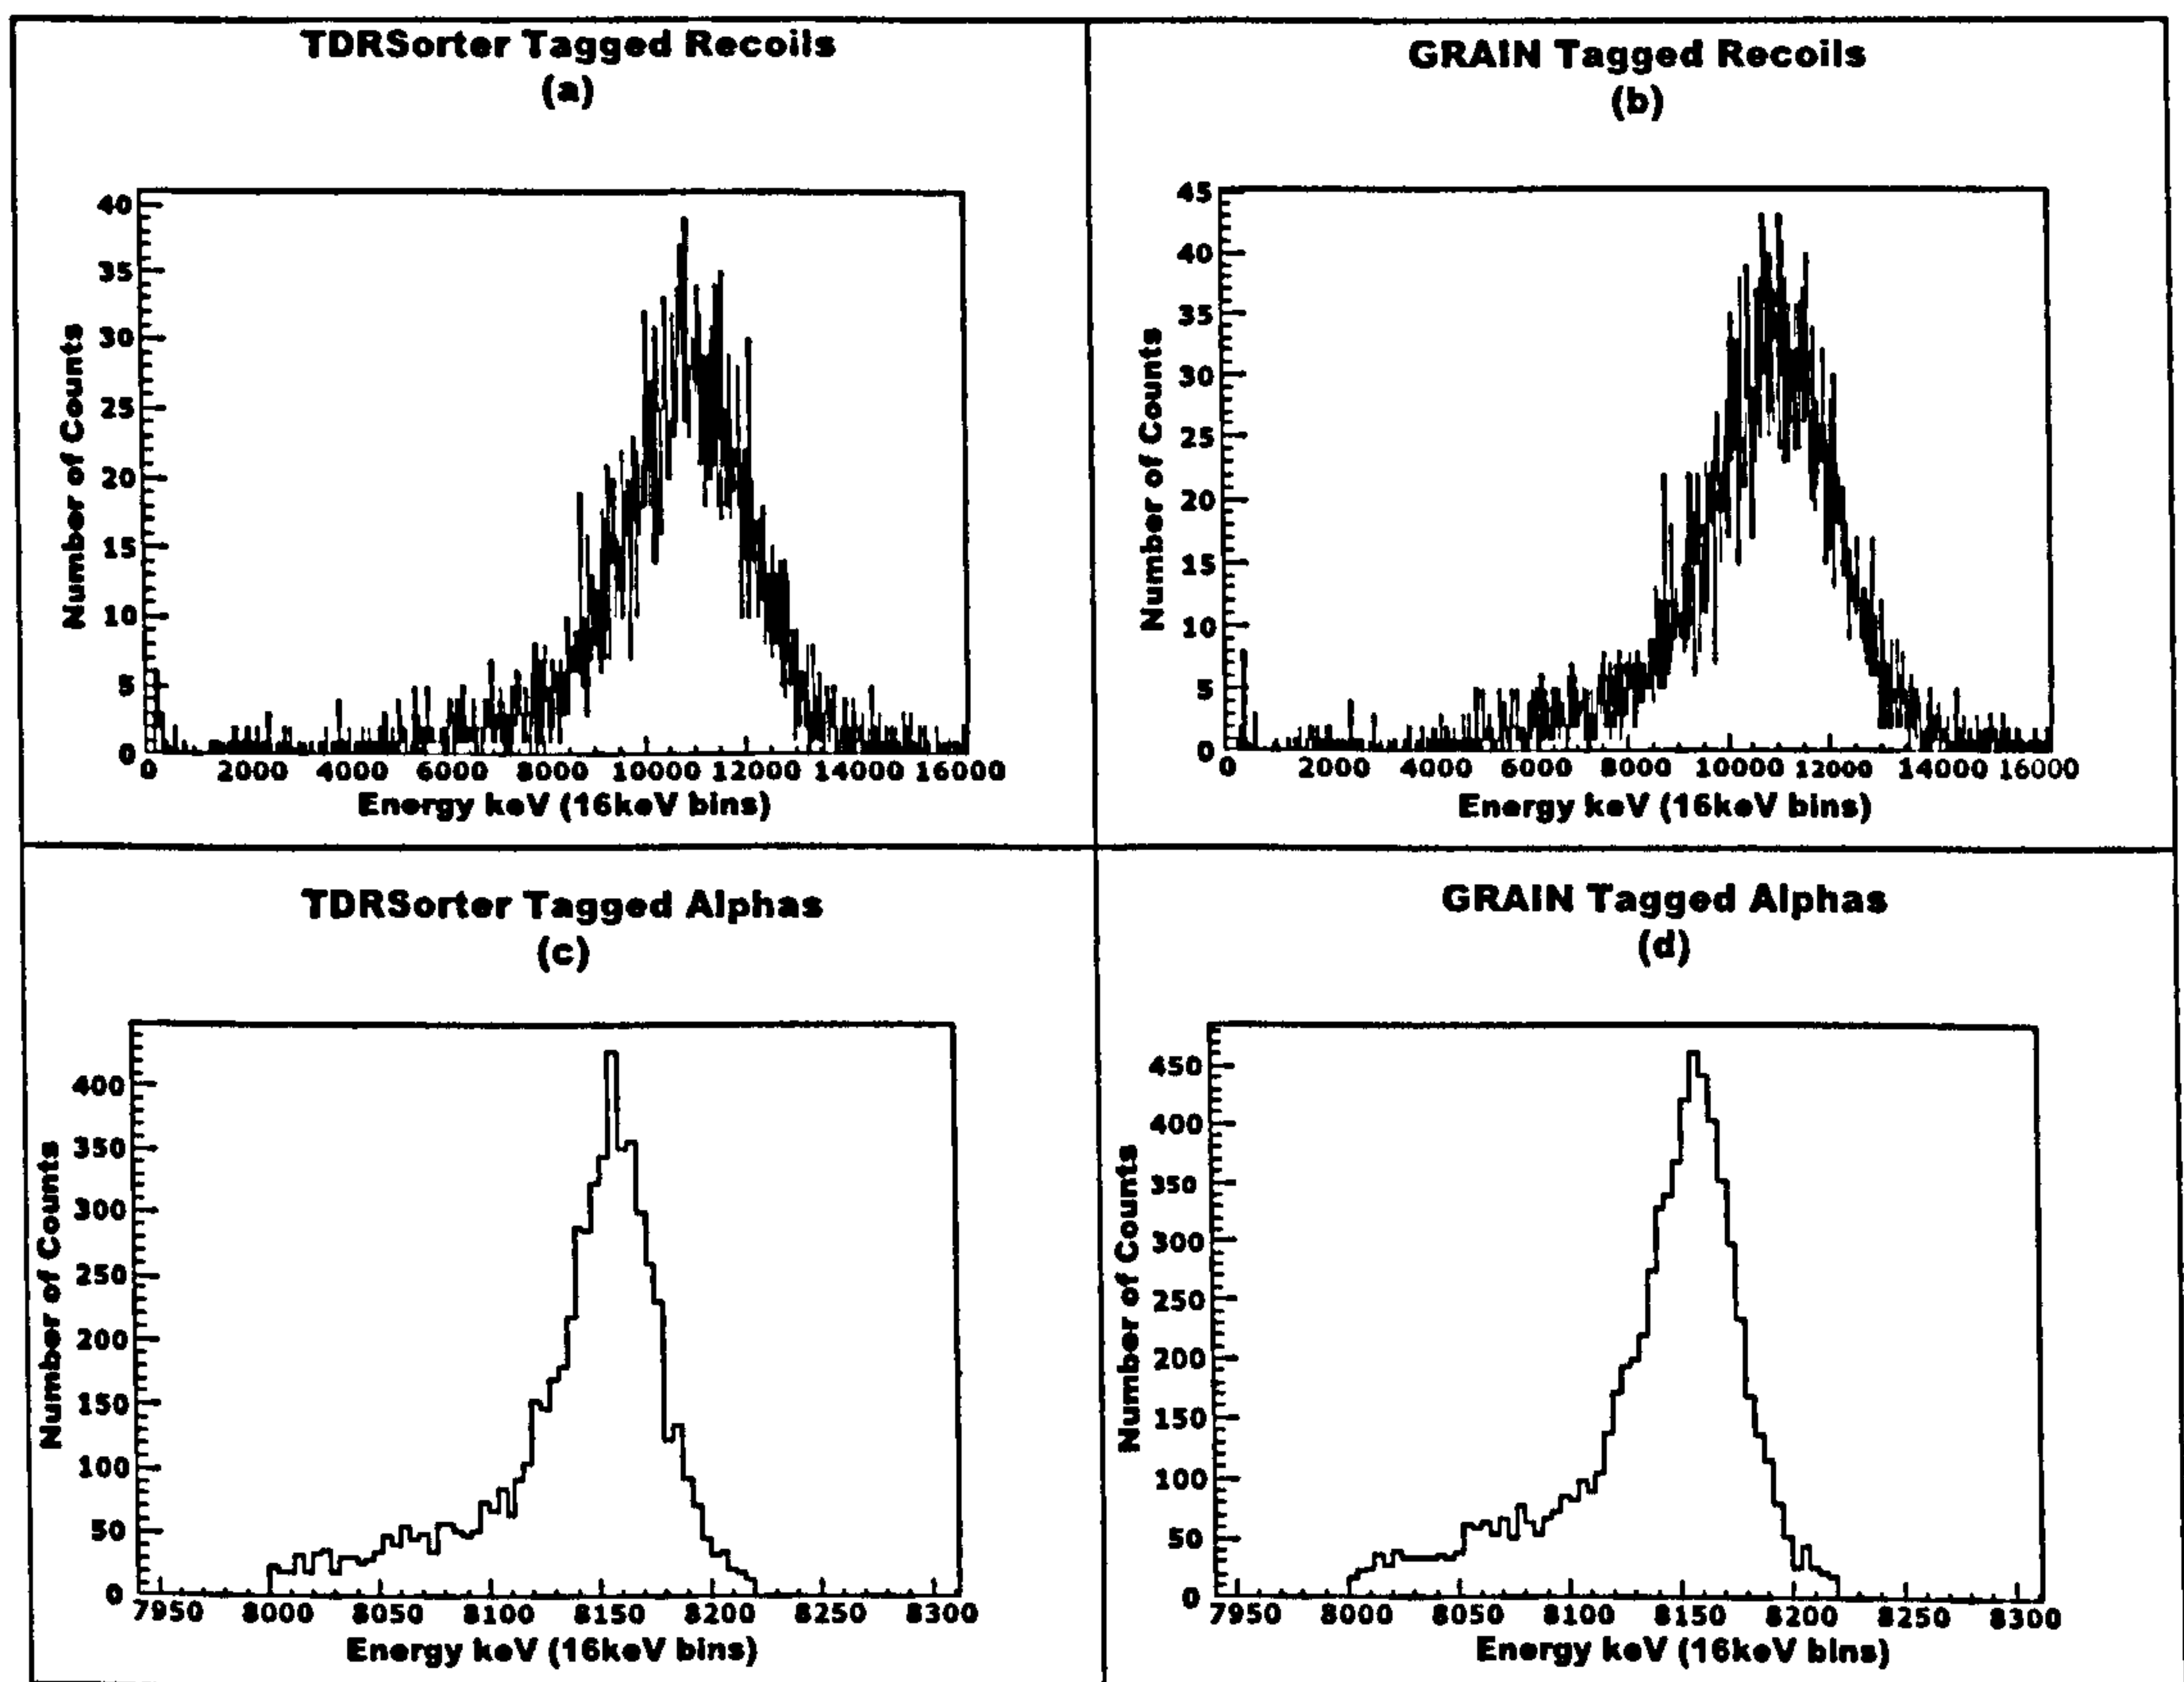 TDRSorter Tagged Recoils
(a)
40
35
30
25
20
15
10
5
0
Number of Counts
0 2000 4000 6000 8000 10000 12000 14000 16000
Energy keV (16keV bins)
GRAIN Tagged Recoils
(b)
45
40
35
30
25
20
15
10
5
0
Number of Counts
0 2000 4000 6000 8000 10000 12000 14000 16000
Energy keV (16keV bins)
TDRSorter Tagged Alphas
(c)
400
350
300
250
200
150
100
50
0
Number of Counts
7950 8000 8050 8100 8150 8200 8250 8300
Energy keV (16keV bins)
GRAIN Tagged Alphas
(d)
450
400
350
300
250
200
150
100
50
0
Number of Counts
7950 8000 8050 8100 8150 8200 8250 8300
Energy keV (16keV bins)